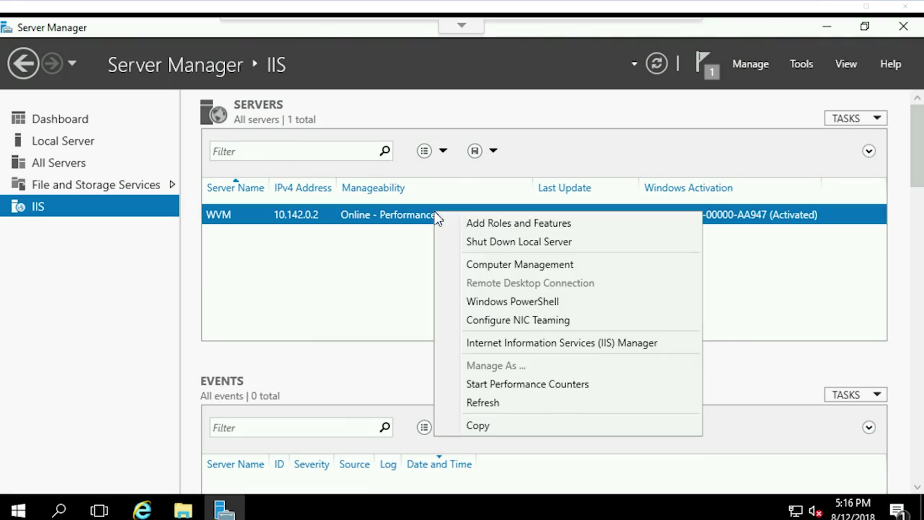 Server Manager
Server Manager ‣ IIS
1
Manage
Tools
View
Help
Dashboard
Local Server
All Servers
File and Storage Services
IIS
SERVERS
All servers | 1 total
TASKS
Filter
Server Name
IPv4 Address
Manageability
Last Update
Windows Activation
WVM
10.142.0.2
Online - Performance
-00000-AA947 (Activated)
Add Roles and Features
Shut Down Local Server
Computer Management
Remote Desktop Connection
Windows PowerShell
Configure NIC Teaming
Internet Information Services (IIS) Manager
Manage As ...
Start Performance Counters
Refresh
Copy
EVENTS
All events | 0 total
TASKS
Filter
Server Name
ID
Severity
Source
Log
Date and Time
5:16 PM
8/12/2018
1